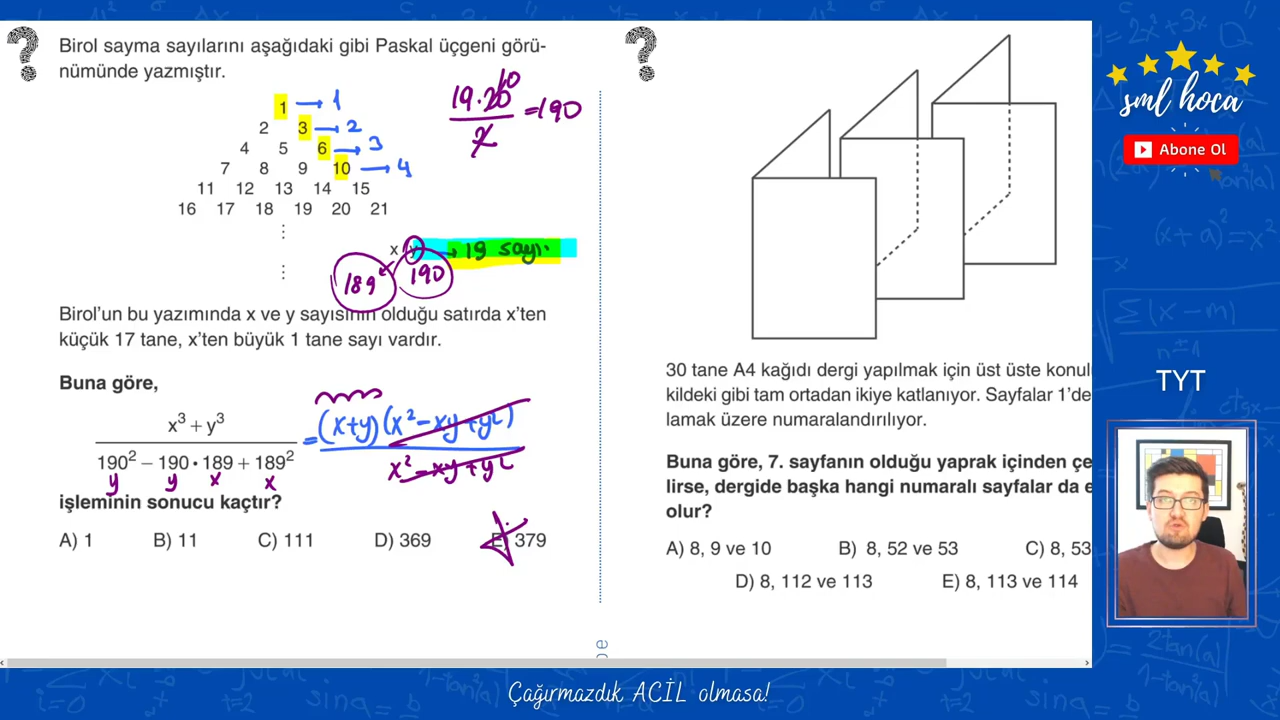 Birol sayma sayılarını aşağıdaki gibi Paskal üçgeni görü-
nümünde yazmıştır.
19·20 10
—— =190
2
1 → 1
2 3 → 2
4 5 6 → 3
7 8 9 10 → 4
11 12 13 14 15
16 17 18 19 20 21
⋮
x y → 19 sayı
⋮
189 190
Birol'un bu yazımında x ve y sayısının olduğu satırda x'ten
küçük 17 tane, x'ten büyük 1 tane sayı vardır.
Buna göre,
x³ + y³ = (x+y)(x² - xy + y²)
190² − 190 · 189 + 189² x² - xy + y²
y y x x
işleminin sonucu kaçtır?
A) 1 B) 11 C) 111 D) 369 E) 379
30 tane A4 kağıdı dergi yapılmak için üst üste konul
kildeki gibi tam ortadan ikiye katlanıyor. Sayfalar 1'de
lamak üzere numaralandırılıyor.
Buna göre, 7. sayfanın olduğu yaprak içinden çe
lirse, dergide başka hangi numaralı sayfalar da e
olur?
A) 8, 9 ve 10 B) 8, 52 ve 53 C) 8, 53
D) 8, 112 ve 113 E) 8, 113 ve 114
sml hoca
Abone Ol
TYT
Çağırmazdık ACİL olmasa!